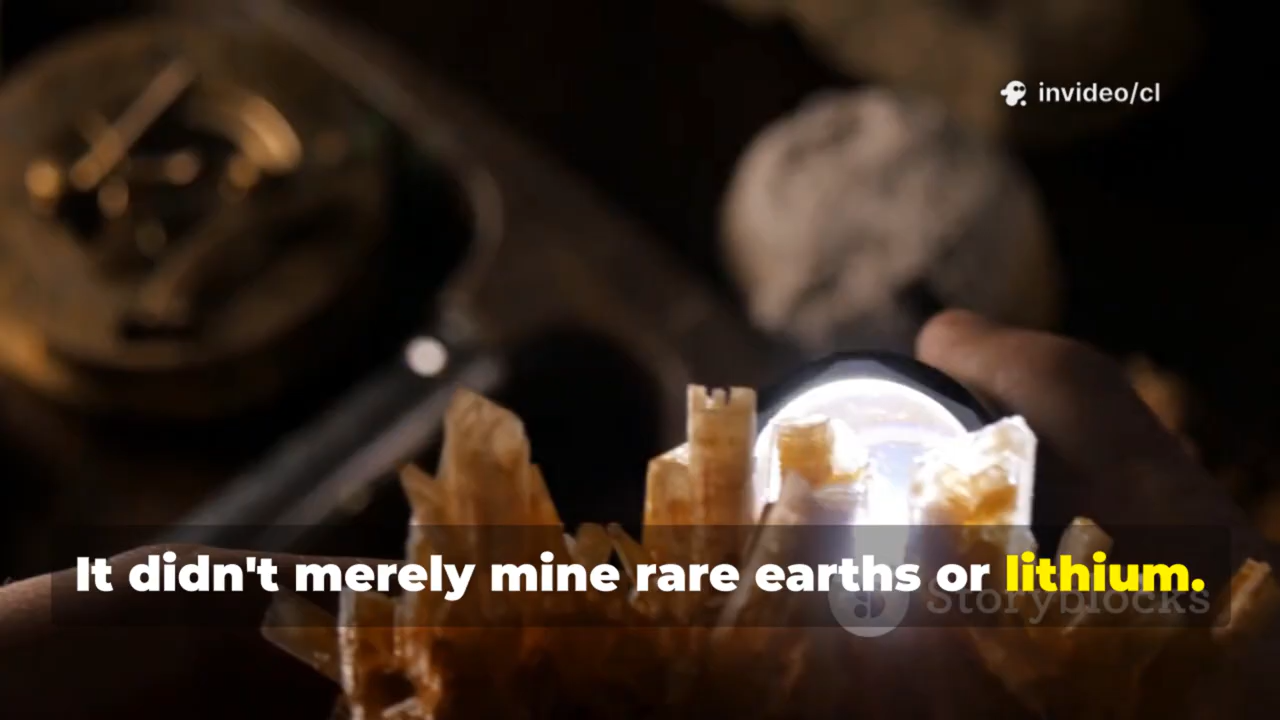 invideo/cl
It didn't merely mine rare earths or lithium.
Storyblocks